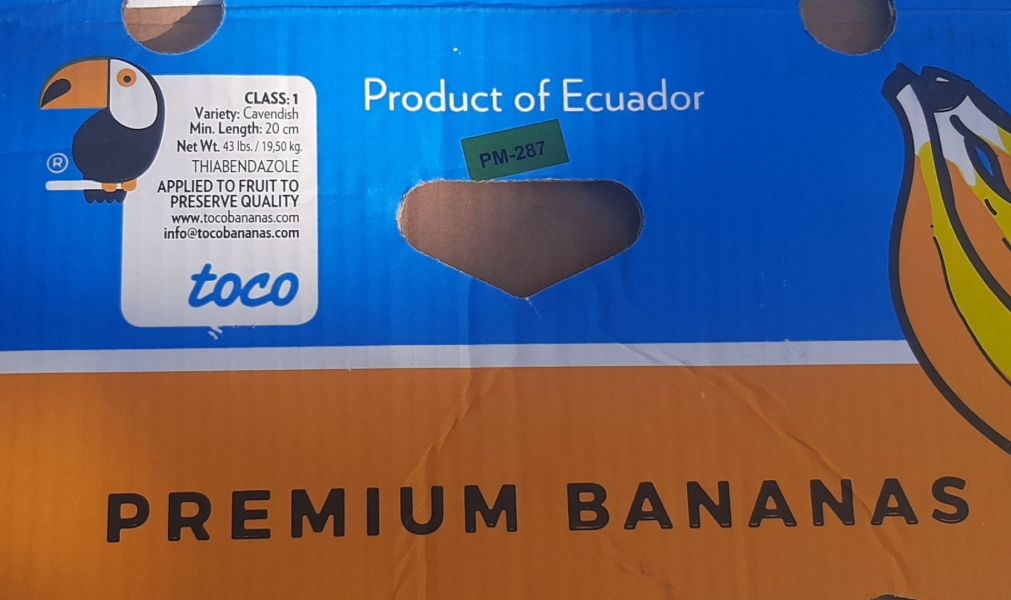 Product of Ecuador
PM-287
CLASS: 1
Variety: Cavendish
Min. Length: 20 cm
Net Wt. 43 lbs. / 19,50 kg.
THIABENDAZOLE
APPLIED TO FRUIT TO
PRESERVE QUALITY
www.tocobananas.com
info@tocobananas.com
®
toco
PREMIUM BANANAS